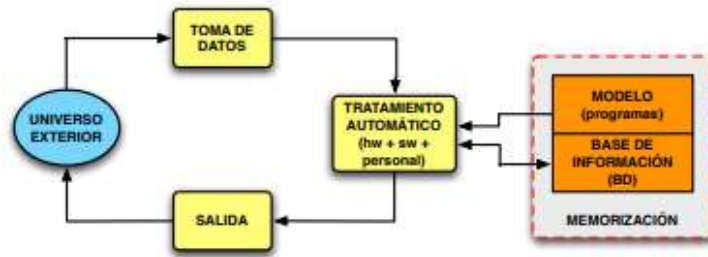 TOMA DE
DATOS
UNIVERSO
EXTERIOR
TRATAMIENTO
AUTOMÁTICO
(hw + sw +
personal)
MODELO
(programas)
BASE DE
INFORMACIÓN
(BD)
SALIDA
MEMORIZACIÓN